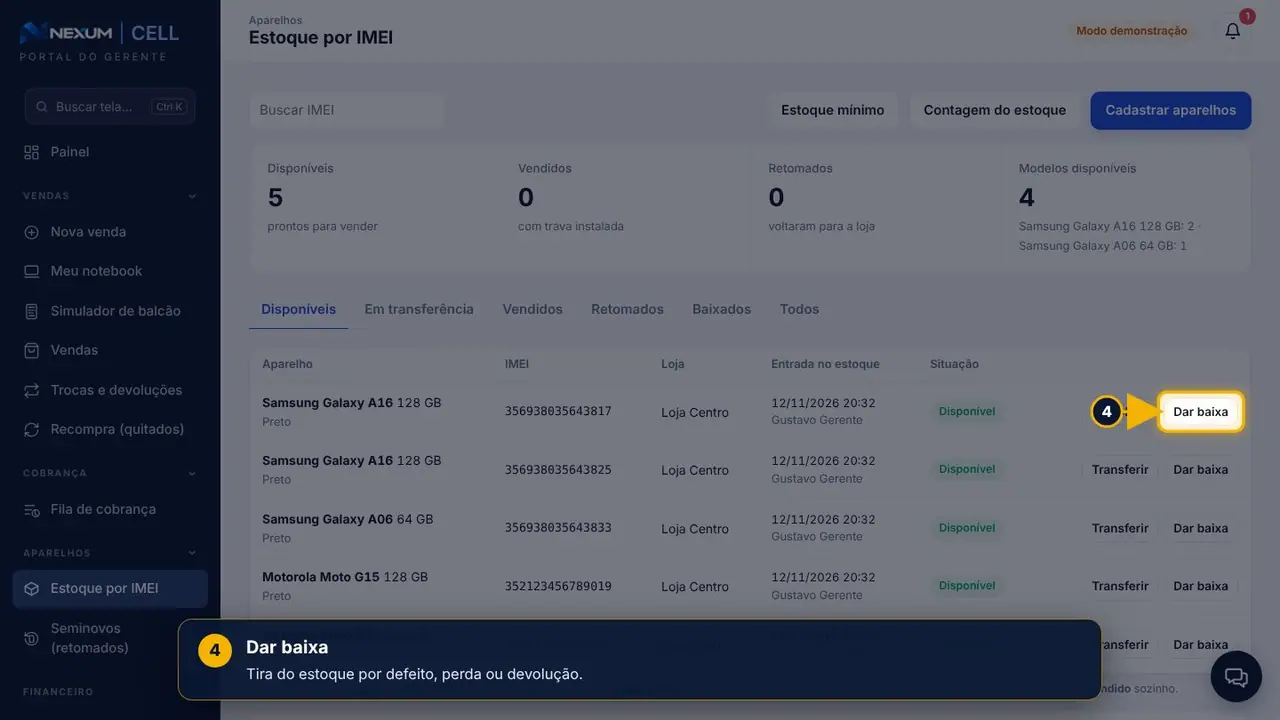 NEXUM | CELL
PORTAL DO GERENTE
Buscar tela... Ctrl K
Painel
VENDAS
Nova venda
Meu notebook
Simulador de balcão
Vendas
Trocas e devoluções
Recompra (quitados)
COBRANÇA
Fila de cobrança
APARELHOS
Estoque por IMEI
Seminovos
(retomados)
FINANCEIRO
Aparelhos
Estoque por IMEI
Modo demonstração
1
Buscar IMEI
Estoque mínimo
Contagem do estoque
Cadastrar aparelhos
Disponíveis
5
prontos para vender
Vendidos
0
com trava instalada
Retomados
0
voltaram para a loja
Modelos disponíveis
4
Samsung Galaxy A16 128 GB: 2 ·
Samsung Galaxy A06 64 GB: 1
Disponíveis Em transferência Vendidos Retomados Baixados Todos
Aparelho IMEI Loja Entrada no estoque Situação
Samsung Galaxy A16 128 GB
Preto
356938035643817
Loja Centro
12/11/2026 20:32
Gustavo Gerente
Disponível
4
Dar baixa
Samsung Galaxy A16 128 GB
Preto
356938035643825
Loja Centro
12/11/2026 20:32
Gustavo Gerente
Disponível
Transferir
Dar baixa
Samsung Galaxy A06 64 GB
Preto
356938035643833
Loja Centro
12/11/2026 20:32
Gustavo Gerente
Disponível
Transferir
Dar baixa
Motorola Moto G15 128 GB
Preto
352123456789019
Loja Centro
12/11/2026 20:32
Gustavo Gerente
Disponível
Transferir
Dar baixa
Dar baixa
sozinho.
4
Dar baixa
Tira do estoque por defeito, perda ou devolução.